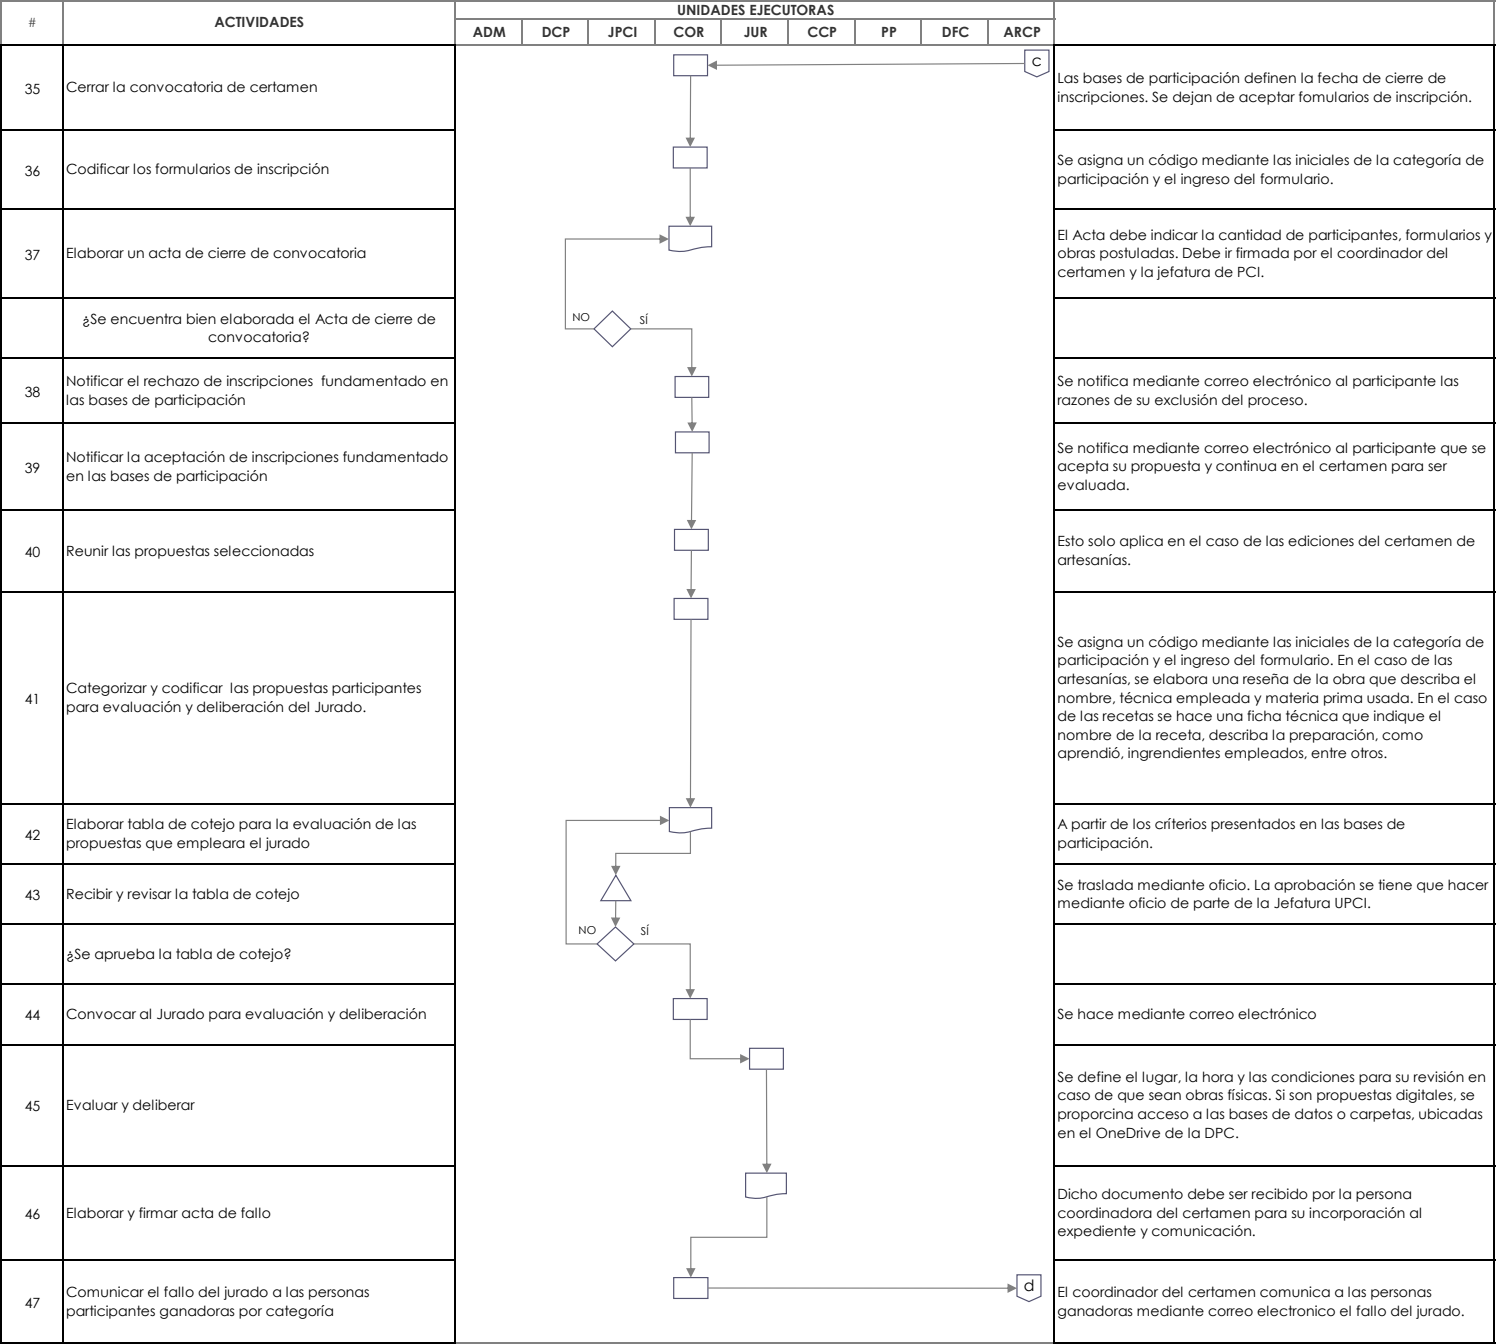 # ACTIVIDADES UNIDADES EJECUTORAS
ADM DCP JPCI COR JUR CCP PP DFC ARCP
c
35 Cerrar la convocatoria de certamen
Las bases de participación definen la fecha de cierre de
inscripciones. Se dejan de aceptar fomularios de inscripción.
36 Codificar los formularios de inscripción
Se asigna un código mediante las iniciales de la categoría de
participación y el ingreso del formulario.
37 Elaborar un acta de cierre de convocatoria
El Acta debe indicar la cantidad de participantes, formularios y
obras postuladas. Debe ir firmada por el coordinador del
certamen y la jefatura de PCI.
¿Se encuentra bien elaborada el Acta de cierre de
convocatoria?
NO SÍ
38 Notificar el rechazo de inscripciones fundamentado en
las bases de participación
Se notifica mediante correo electrónico al participante las
razones de su exclusión del proceso.
39 Notificar la aceptación de inscripciones fundamentado
en las bases de participación
Se notifica mediante correo electrónico al participante que se
acepta su propuesta y continua en el certamen para ser
evaluada.
40 Reunir las propuestas seleccionadas
Esto solo aplica en el caso de las ediciones del certamen de
artesanías.
41 Categorizar y codificar las propuestas participantes
para evaluación y deliberación del Jurado.
Se asigna un código mediante las iniciales de la categoría de
participación y el ingreso del formulario. En el caso de las
artesanías, se elabora una reseña de la obra que describa el
nombre, técnica empleada y materia prima usada. En el caso
de las recetas se hace una ficha técnica que indique el
nombre de la receta, describa la preparación, como
aprendió, ingrendientes empleados, entre otros.
42 Elaborar tabla de cotejo para la evaluación de las
propuestas que empleara el jurado
A partir de los críterios presentados en las bases de
participación.
43 Recibir y revisar la tabla de cotejo
Se traslada mediante oficio. La aprobación se tiene que hacer
mediante oficio de parte de la Jefatura UPCI.
¿Se aprueba la tabla de cotejo?
NO SÍ
44 Convocar al Jurado para evaluación y deliberación
Se hace mediante correo electrónico
45 Evaluar y deliberar
Se define el lugar, la hora y las condiciones para su revisión en
caso de que sean obras físicas. Si son propuestas digitales, se
proporcina acceso a las bases de datos o carpetas, ubicadas
en el OneDrive de la DPC.
46 Elaborar y firmar acta de fallo
Dicho documento debe ser recibido por la persona
coordinadora del certamen para su incorporación al
expediente y comunicación.
47 Comunicar el fallo del jurado a las personas
participantes ganadoras por categoría
d
El coordinador del certamen comunica a las personas
ganadoras mediante correo electronico el fallo del jurado.